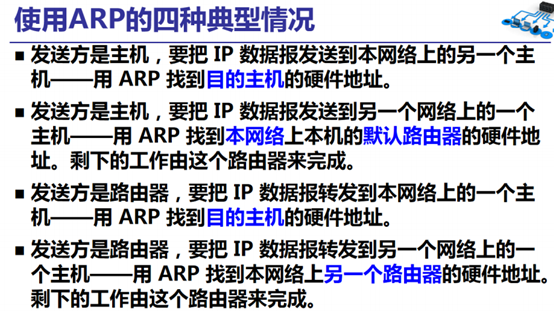 使用ARP的四种典型情况
■ 发送方是主机，要把 IP 数据报发送到本网络上的另一个主
机——用 ARP 找到目的主机的硬件地址。
■ 发送方是主机，要把 IP 数据报发送到另一个网络上的一个
主机——用 ARP 找到本网络上本机的默认路由器的硬件地
址。剩下的工作由这个路由器来完成。
■ 发送方是路由器，要把 IP 数据报转发到本网络上的一个主
机——用 ARP 找到目的主机的硬件地址。
■ 发送方是路由器，要把 IP 数据报转发到另一个网络上的一
个主机——用 ARP 找到本网络上另一个路由器的硬件地址。
剩下的工作由这个路由器来完成。